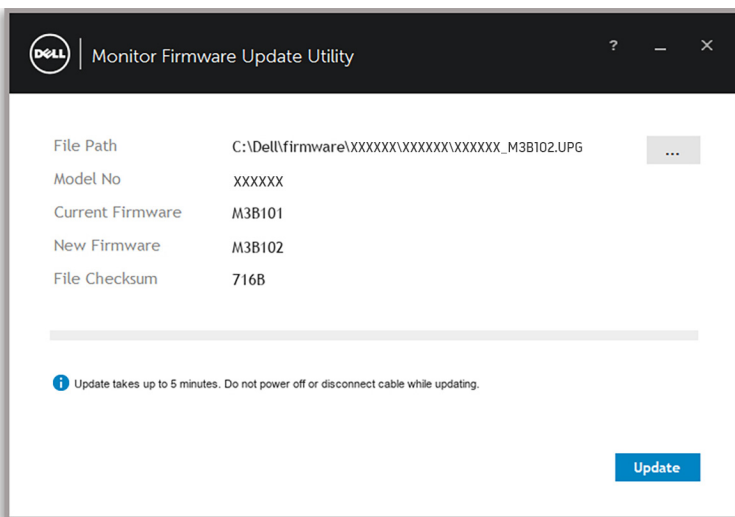 DELL Monitor Firmware Update Utility ? _ X
File Path C:\Dell\firmware\XXXXXX\XXXXXX\XXXXXX_M3B102.UPG ...
Model No XXXXXX
Current Firmware M3B101
New Firmware M3B102
File Checksum 716B
Update takes up to 5 minutes. Do not power off or disconnect cable while updating.
Update